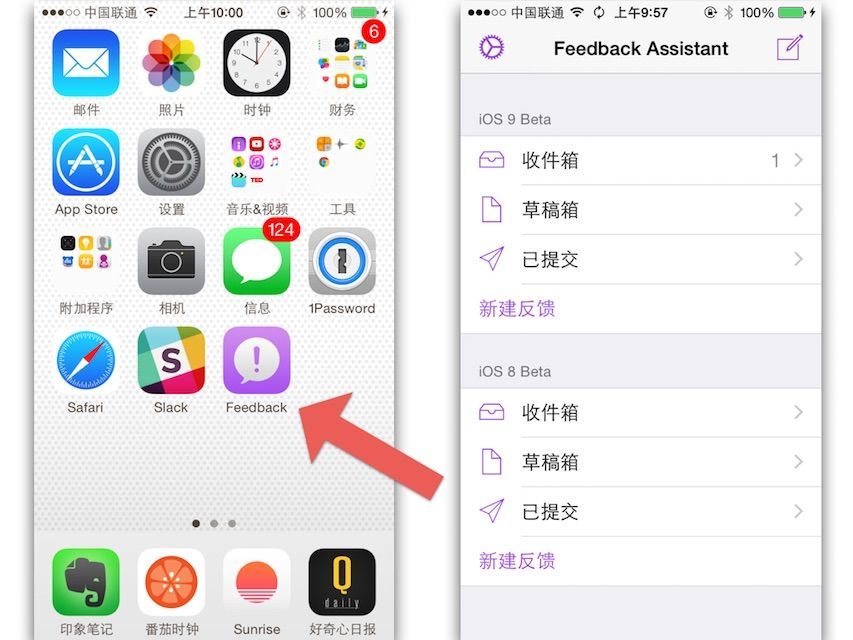 中国联通 上午10:00 100%
6
邮件 照片 时钟 财务
TED
App Store 设置 音乐&视频 工具
124
附加程序 相机 信息 1Password
S
Safari Slack Feedback
Q
daily
印象笔记 番茄时钟 Sunrise 好奇心日报
中国联通 上午9:57 100%
Feedback Assistant
iOS 9 Beta
收件箱 1
草稿箱
已提交
新建反馈
iOS 8 Beta
收件箱
草稿箱
已提交
新建反馈